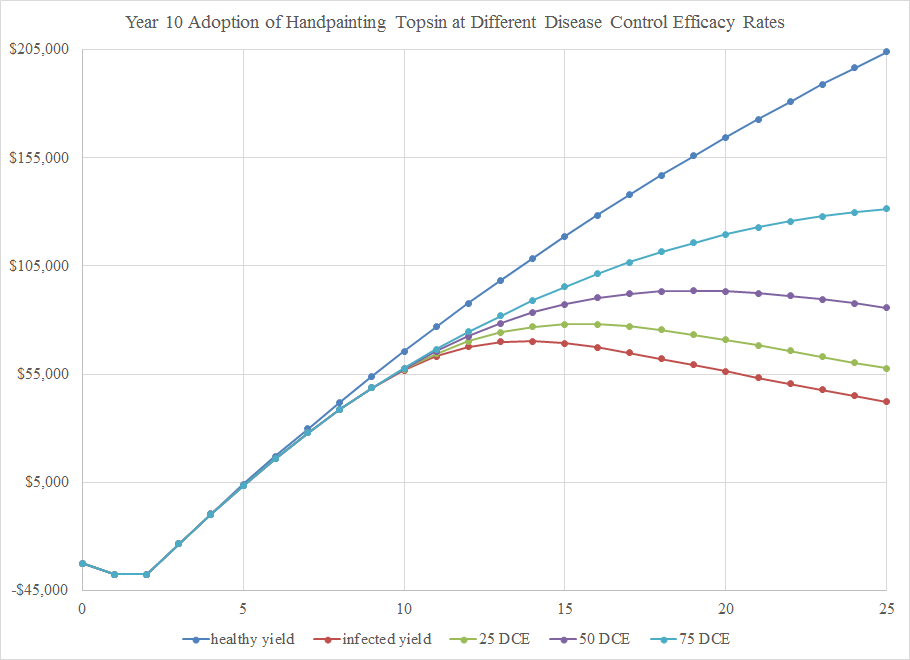 Year 10 Adoption of Handpainting Topsin at Different Disease Control Efficacy Rates
$205,000
$155,000
$105,000
$55,000
$5,000
-$45,000
0 5 10 15 20 25
healthy yield infected yield 25 DCE 50 DCE 75 DCE